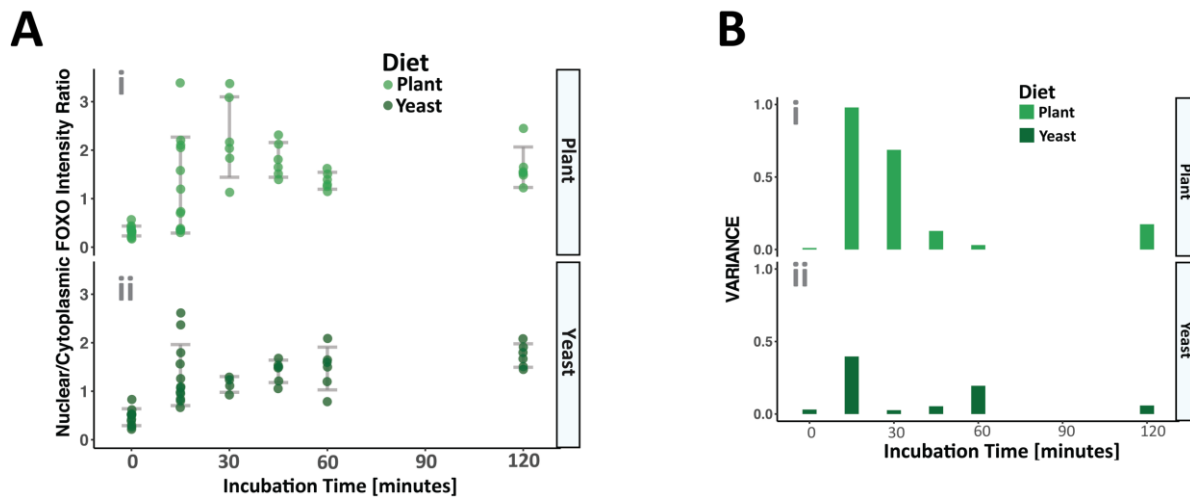 A
B
Nuclear/Cytoplasmic FOXO Intensity Ratio
i
Diet
Plant
Yeast
3
2
1
0
Plant
ii
3
2
1
0
Yeast
0
30
60
90
120
Incubation Time [minutes]
VARIANCE
i
Diet
Plant
Yeast
1.0
0.5
0.0
Plant
ii
1.0
0.5
0.0
Yeast
0
30
60
90
120
Incubation Time [minutes]